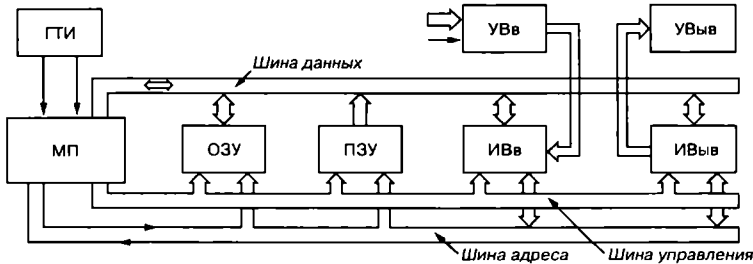 ГТИ
УВв
УВыв
Шина данных
МП
ОЗУ
ПЗУ
ИВв
ИВыв
Шина адреса
Шина управления